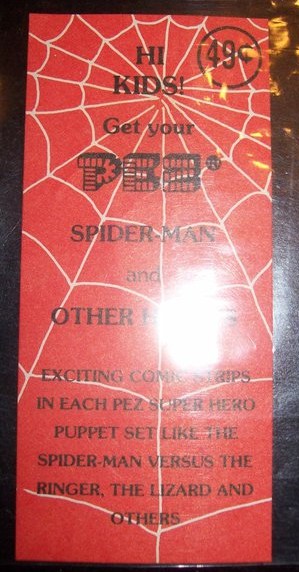 HI
49¢
KIDS!
Get your
PEZ®
SPIDER-MAN
and
OTHER
EXCITING COMIC STRIPS
IN EACH PEZ SUPER HERO
PUPPET SET LIKE THE
SPIDER-MAN VERSUS THE
RINGER, THE LIZARD AND
OTHERS